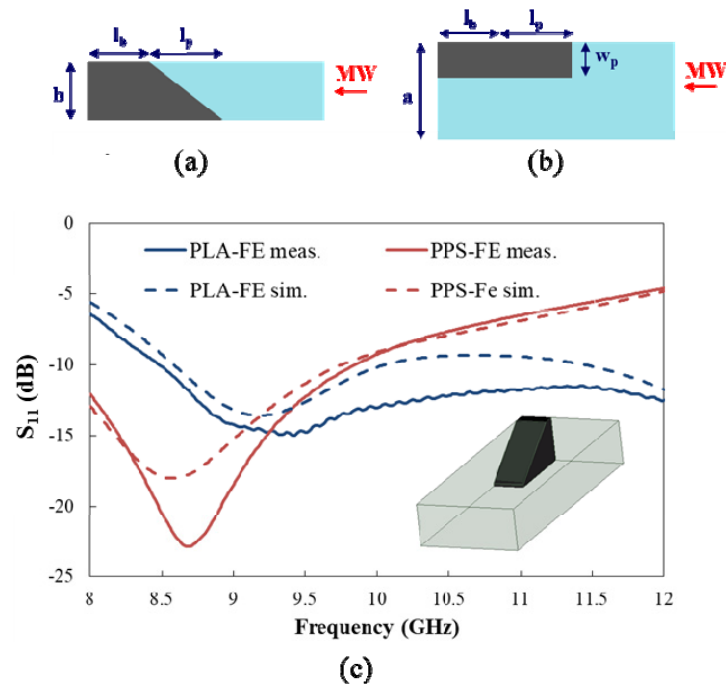 l_b l_p
b
MW
(a)
l_b l_p
a
w_p
MW
(b)
0
-5
-10
-15
-20
-25
S_11 (dB)
PLA-FE meas.
PPS-FE meas.
PLA-FE sim.
PPS-Fe sim.
8 8.5 9 9.5 10 10.5 11 11.5 12
Frequency (GHz)
(c)